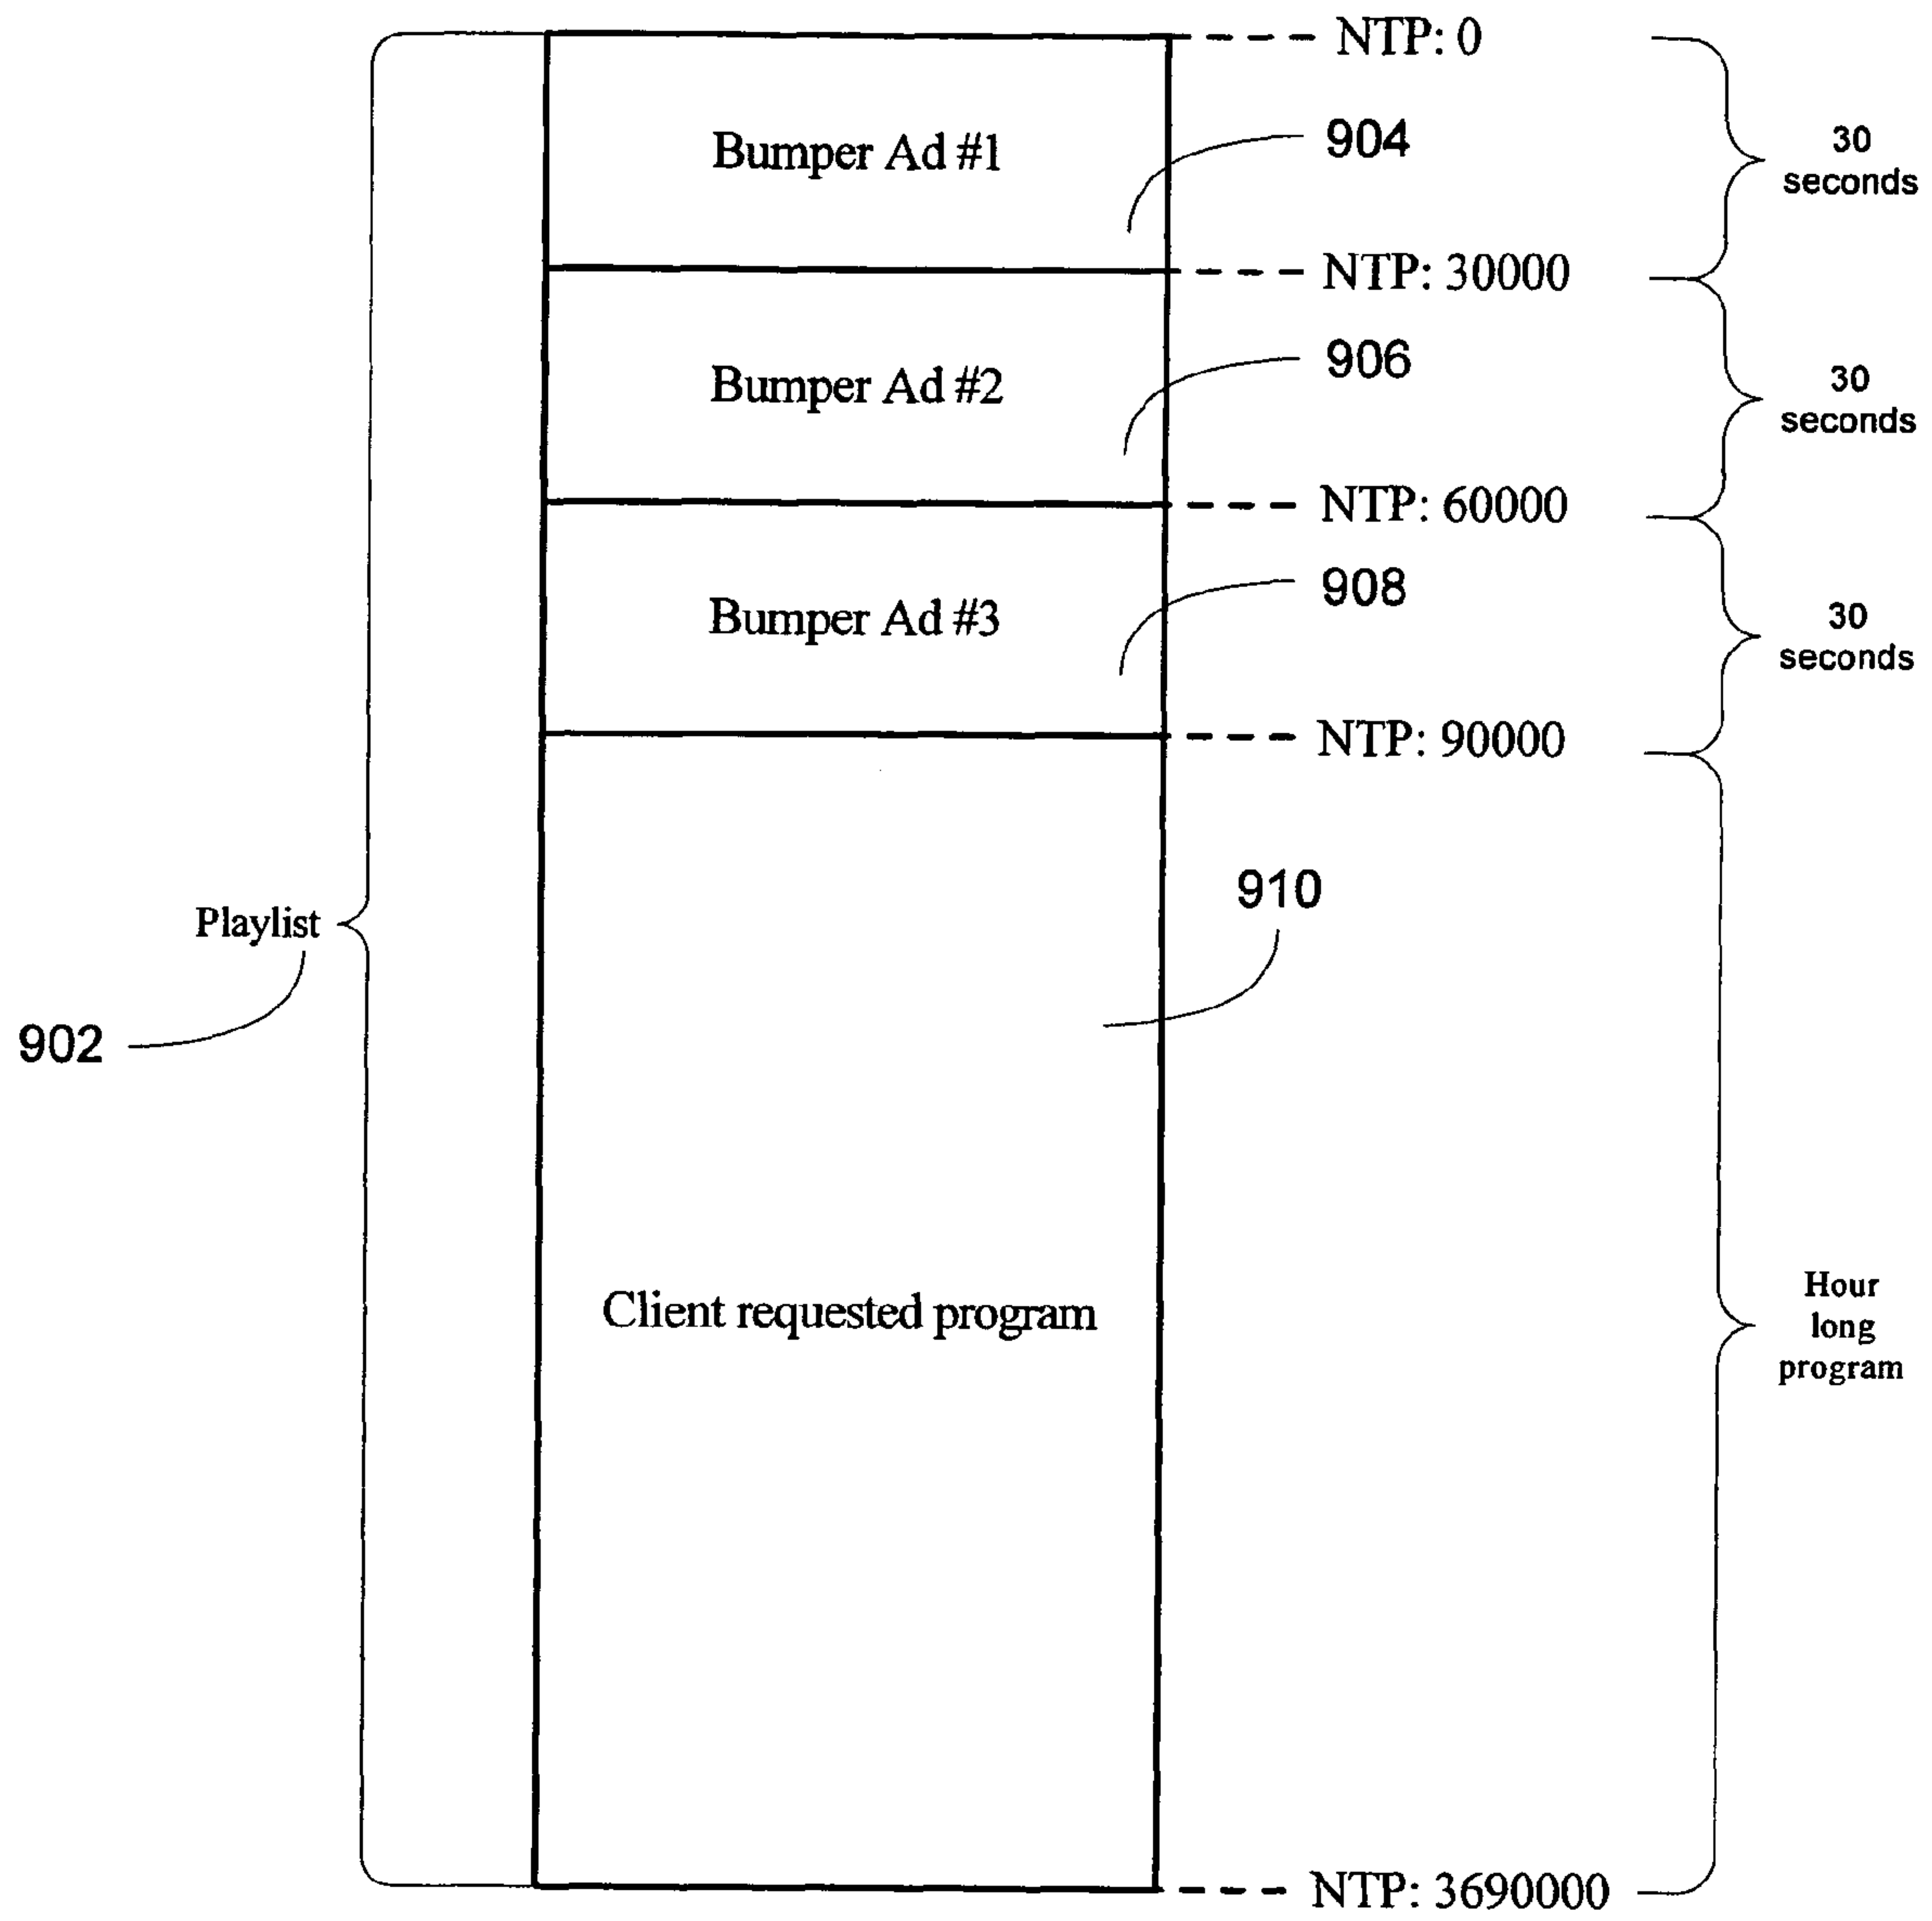 NTP: 0
Bumper Ad #1
904
30
seconds
NTP: 30000
Bumper Ad #2
906
30
seconds
NTP: 60000
Bumper Ad #3
908
30
seconds
NTP: 90000
910
Playlist
902
Client requested program
Hour
long
program
NTP: 3690000